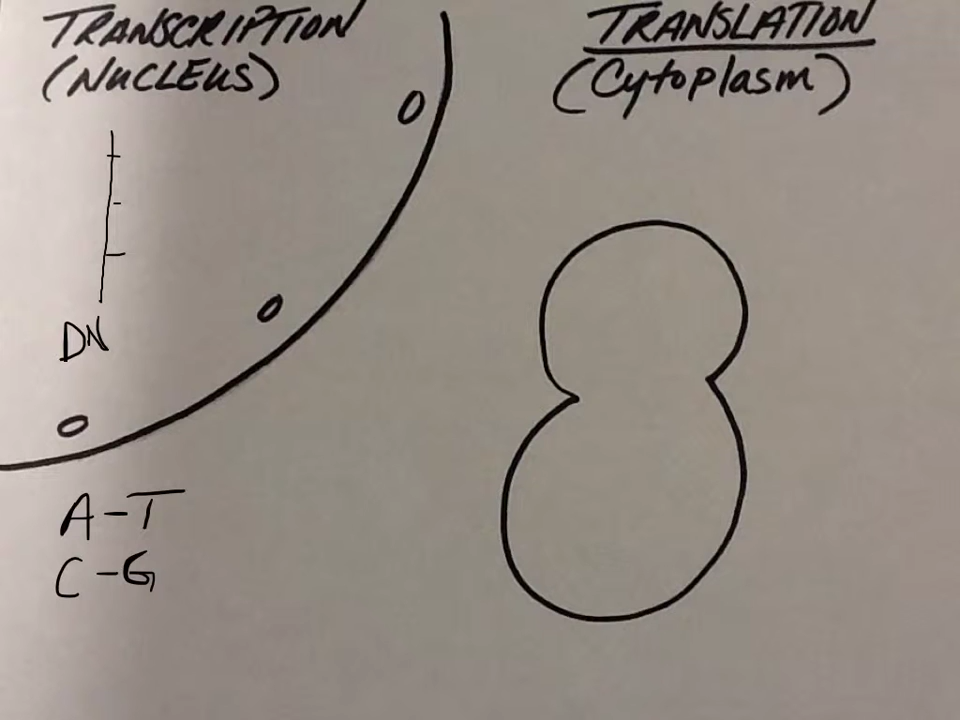 TRANSCRIPTION
(NUCLEUS)
TRANSLATION
(Cytoplasm)
DN
A-T
C-G